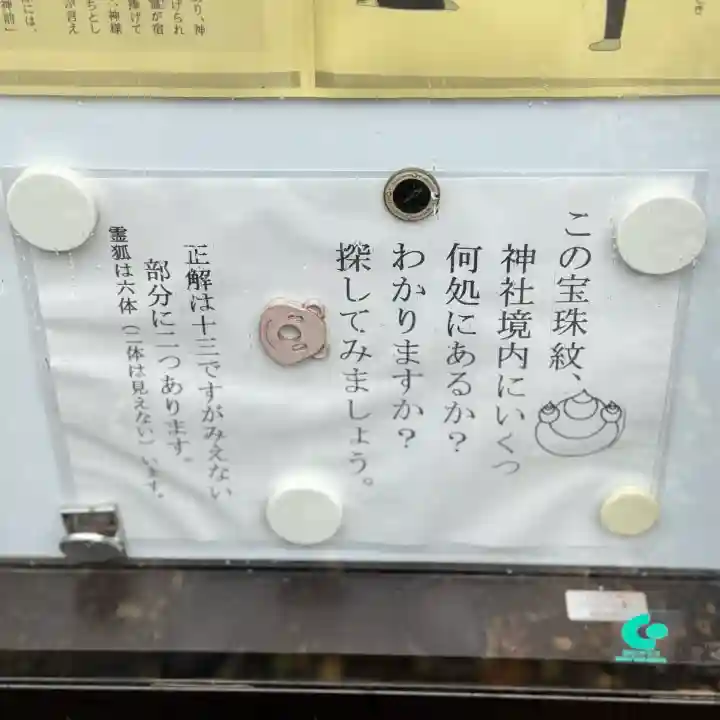 この宝珠紋、
神社境内にいくつ
何処にあるか？
わかりますか？
探してみましょう。
正解は十三ですがみえない
部分に二つあります。
霊狐は六体（二体は見えない）います。